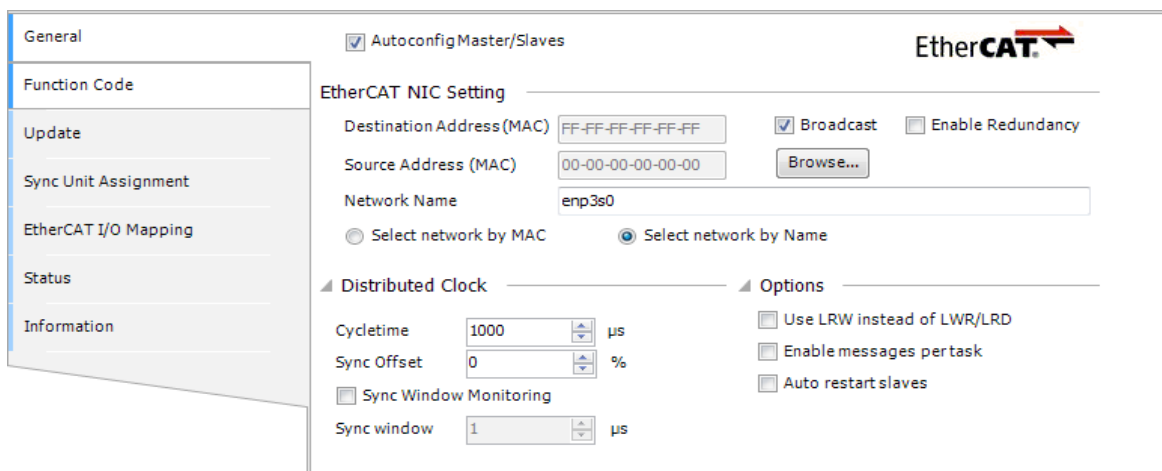 General
Function Code
Update
Sync Unit Assignment
EtherCAT I/O Mapping
Status
Information
Autoconfig Master/Slaves
EtherCAT.
EtherCAT NIC Setting
Destination Address (MAC) FF-FF-FF-FF-FF-FF Broadcast Enable Redundancy
Source Address (MAC) 00-00-00-00-00-00 Browse...
Network Name enp3s0
Select network by MAC Select network by Name
Distributed Clock
Cycletime 1000 µs
Sync Offset 0 %
Sync Window Monitoring
Sync window 1 µs
Options
Use LRW instead of LWR/LRD
Enable messages per task
Auto restart slaves